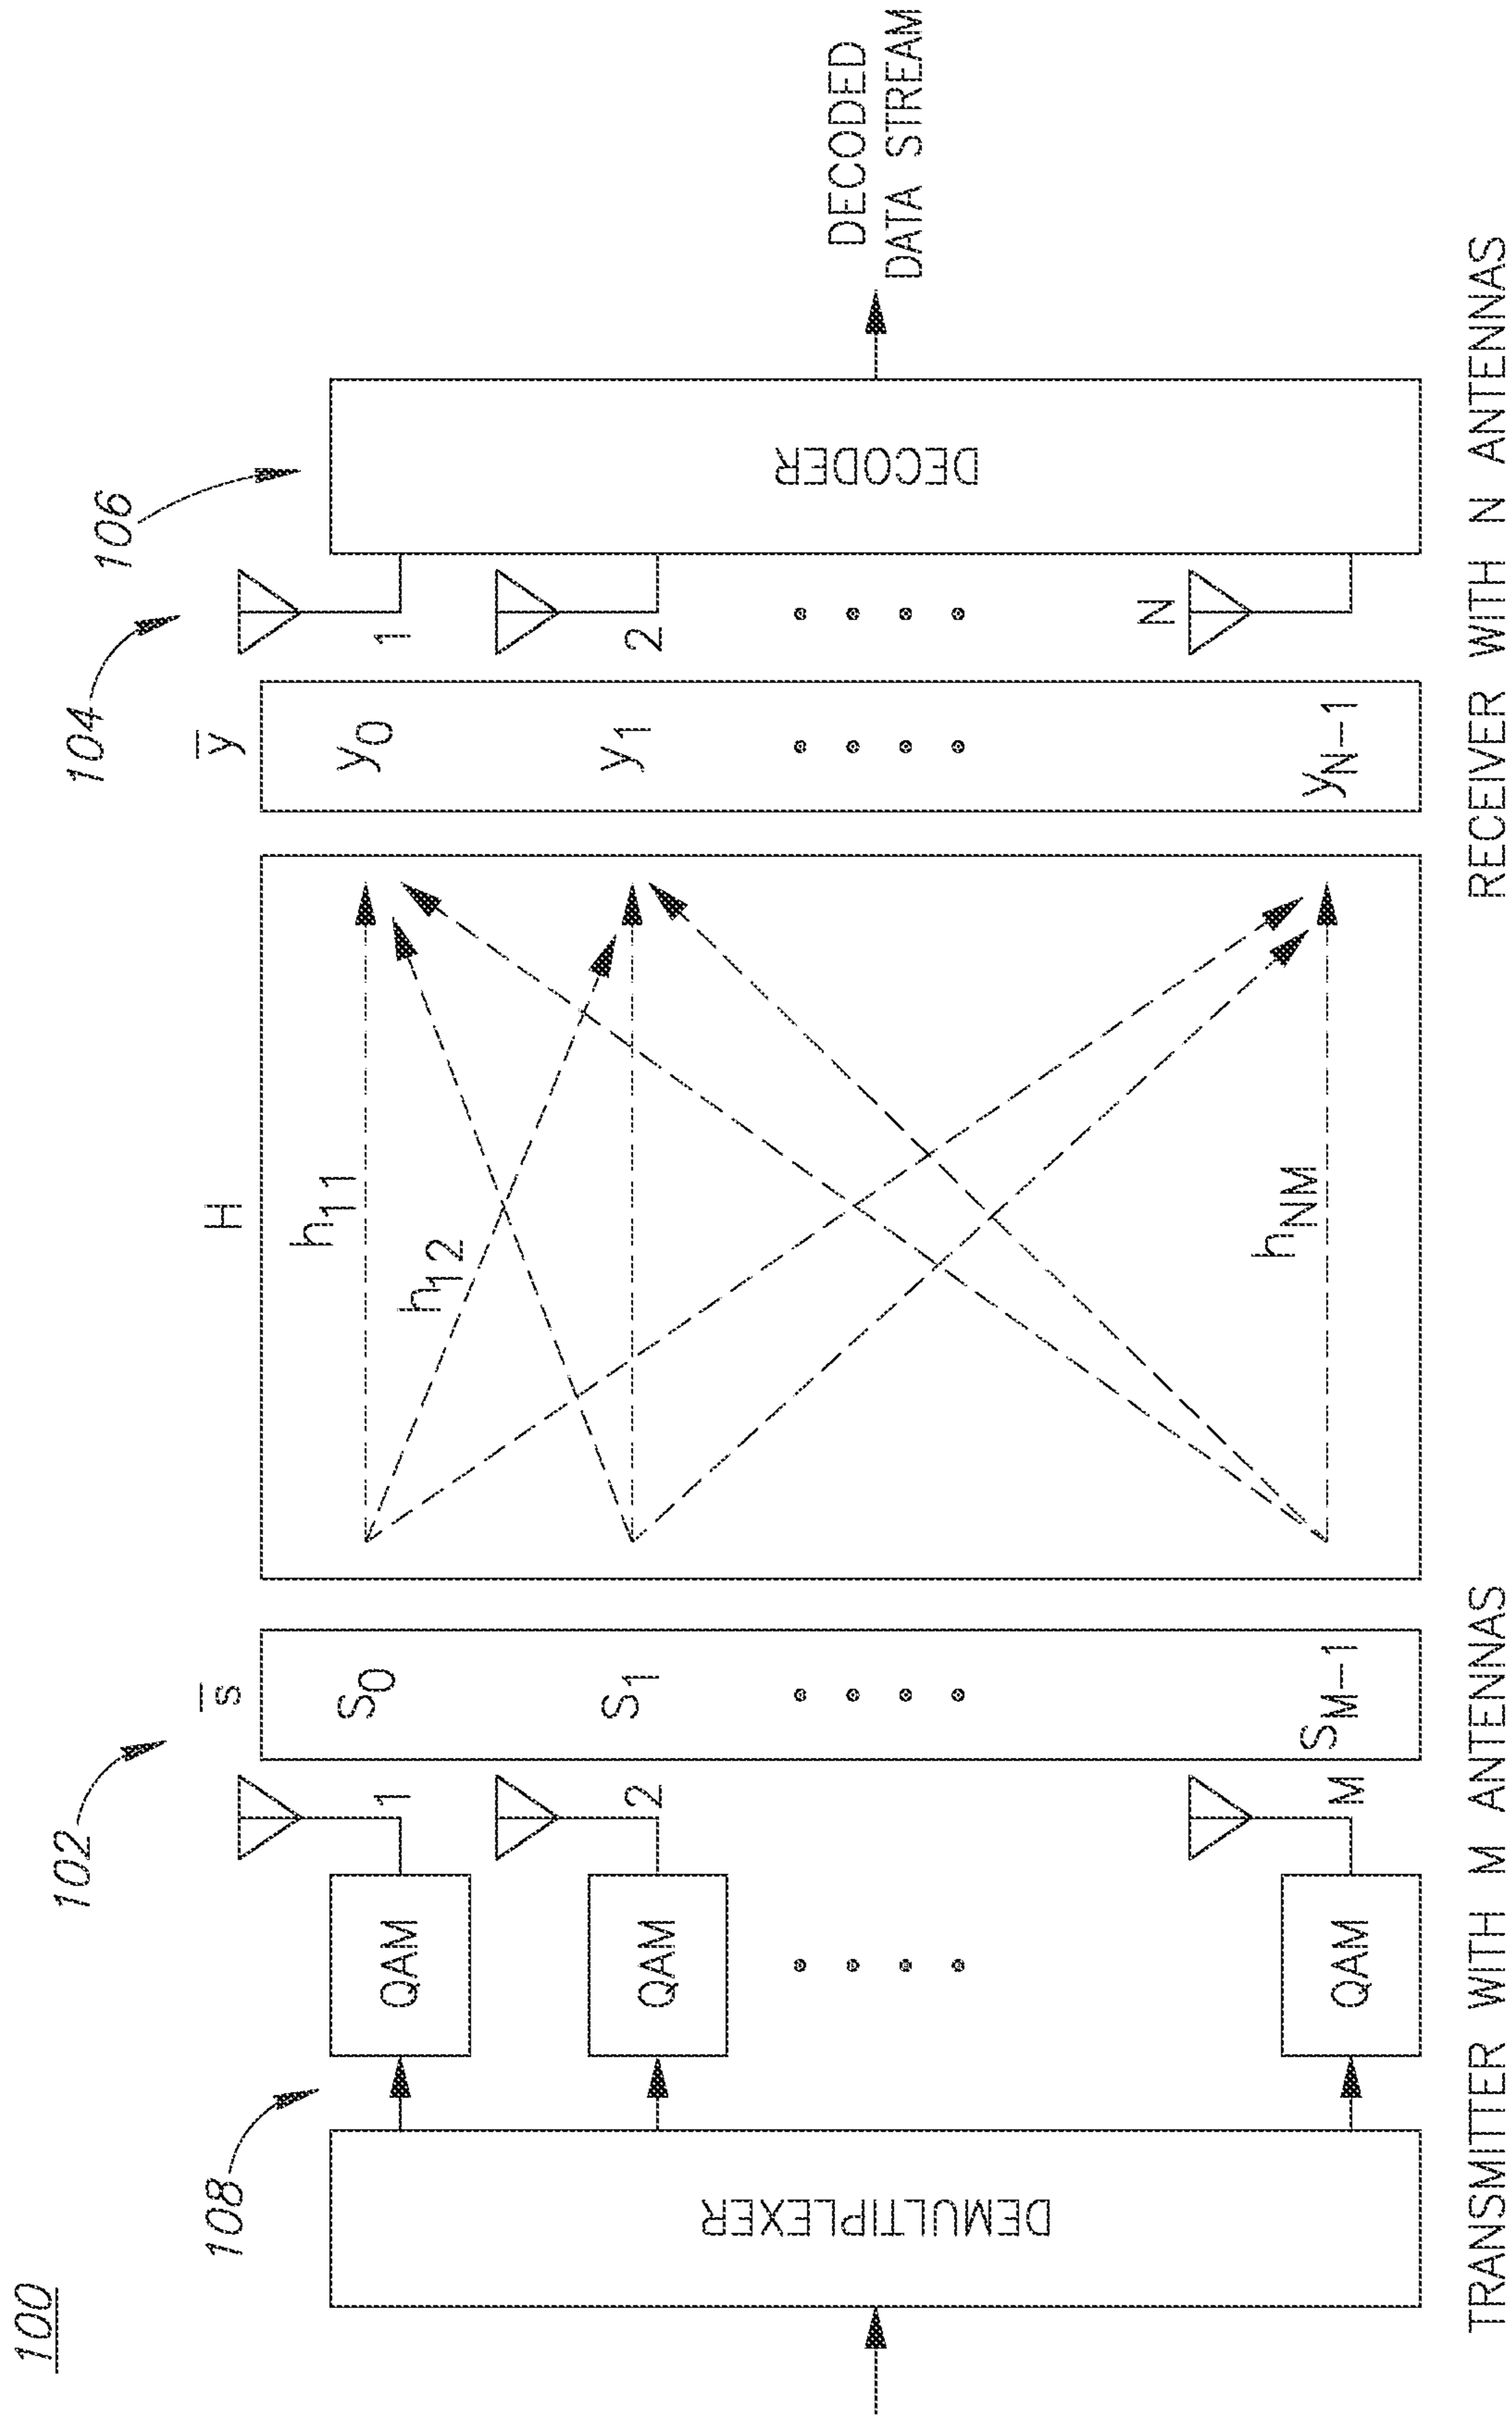 100
108
102
104
106
s
H
y
DEMULTIPLEXER
QAM
QAM
QAM
1
2
M
s0
s1
sM-1
h11
h12
hNM
y0
y1
yN-1
1
2
N
DECODER
DECODED
DATA STREAM
TRANSMITTER WITH M ANTENNAS
RECEIVER WITH N ANTENNAS